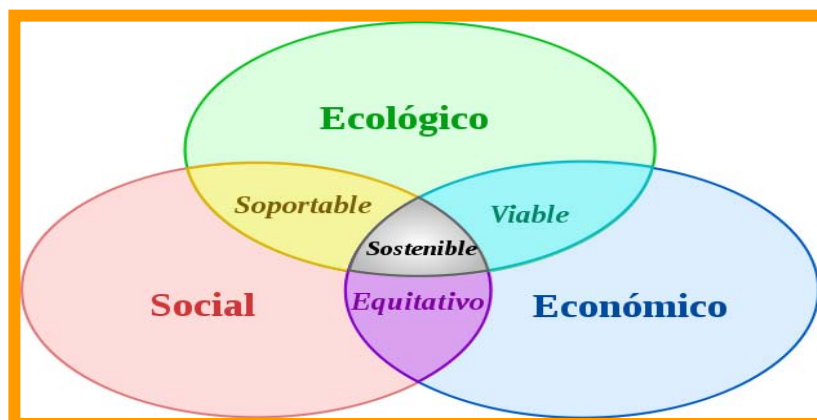 Ecológico
Soportable
Viable
Sostenible
Social
Equitativo
Económico